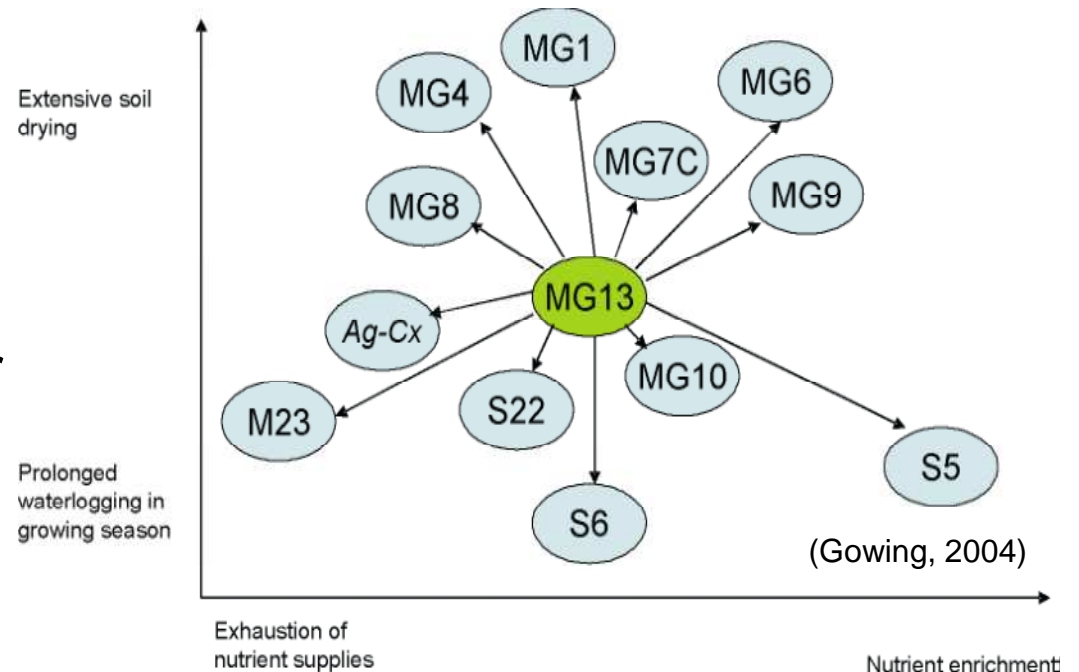 MG1
MG4
MG6
Extensive soil
drying
MG7C
MG8
MG9
MG13
Ag-Cx
MG10
M23
S22
S5
Prolonged
waterlogging in
growing season
S6
(Gowing, 2004)
Exhaustion of
nutrient supplies
Nutrient enrichment